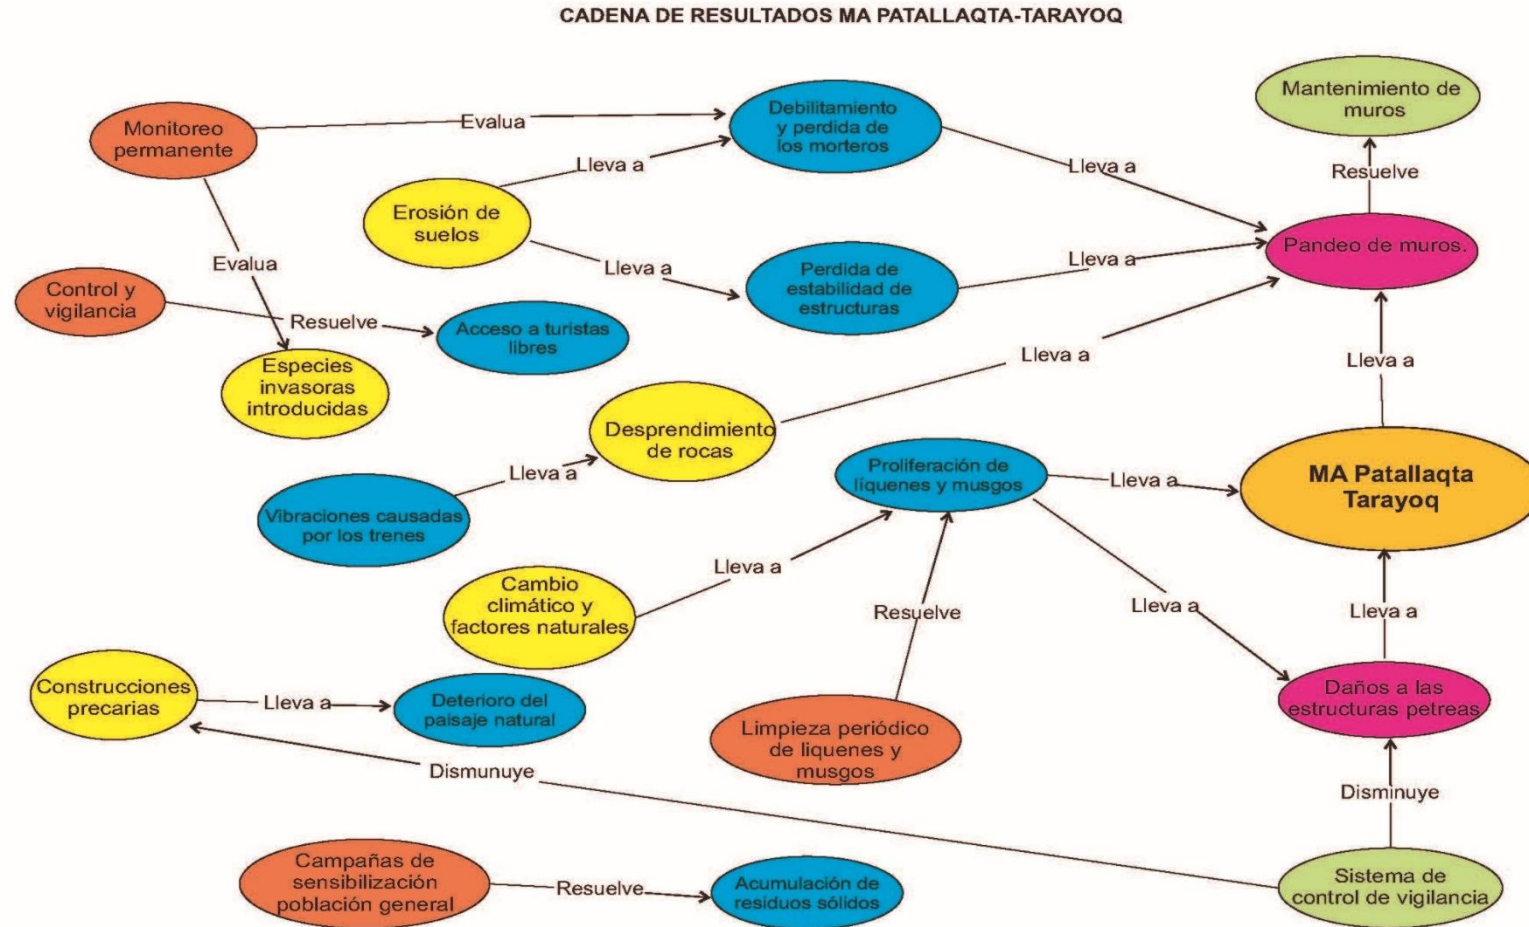 CADENA DE RESULTADOS MA PATALLAQTA-TARAYOQ
Monitoreo
permanente
Evalua
Debilitamiento
y perdida de
los morteros
Mantenimiento de
muros
Lleva a
Lleva a
Resuelve
Erosión de
suelos
Evalua
Lleva a
Perdida de
estabilidad de
estructuras
Lleva a
Pandeo de muros.
Control y
vigilancia
Resuelve
Acceso a turistas
libres
Lleva a
Lleva a
Especies
invasoras
introducidas
Desprendimiento
de rocas
Lleva a
Vibraciones causadas
por los trenes
Proliferación de
líquenes y musgos
Lleva a
MA Patallaqta
Tarayoq
Cambio
climático y
factores naturales
Lleva a
Resuelve
Lleva a
Lleva a
Construcciones
precarias
Lleva a
Deterioro del
paisaje natural
Limpieza periódico
de liquenes y
musgos
Daños a las
estructuras petreas
Dismunuye
Disminuye
Campañas de
sensibilización
población general
Resuelve
Acumulación de
residuos sólidos
Sistema de
control de vigilancia